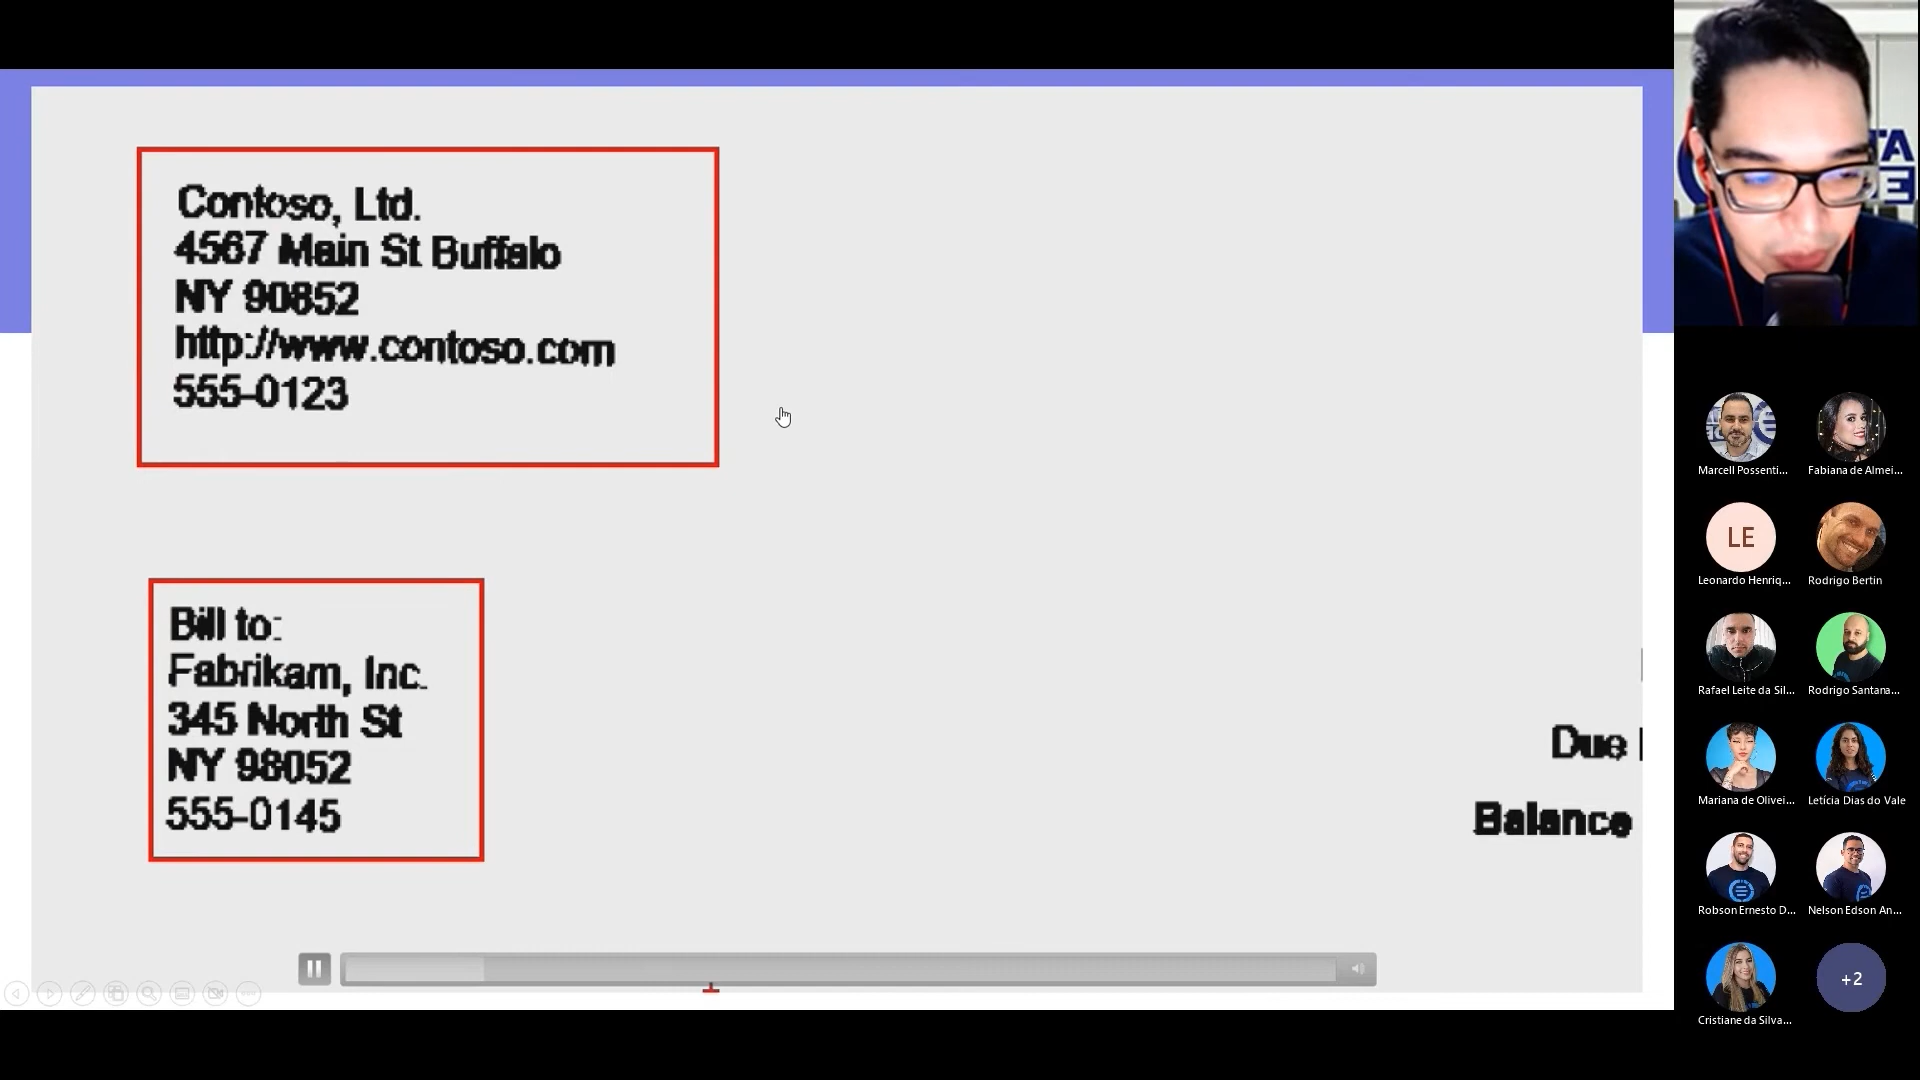 Contoso, Ltd.
4567 Main St Buffalo
NY 90852
http://www.contoso.com
555-0123
Bill to:
Fabrikam, Inc.
345 North St
NY 98052
555-0145
Due
Balance
Marcell Possenti...
Fabiana de Almei...
LE
Leonardo Henriq...
Rodrigo Bertin
Rafael Leite da Sil...
Rodrigo Santana...
Mariana de Olivei...
Letícia Dias do Vale
Robson Ernesto D...
Nelson Edson An...
Cristiane da Silva...
+2